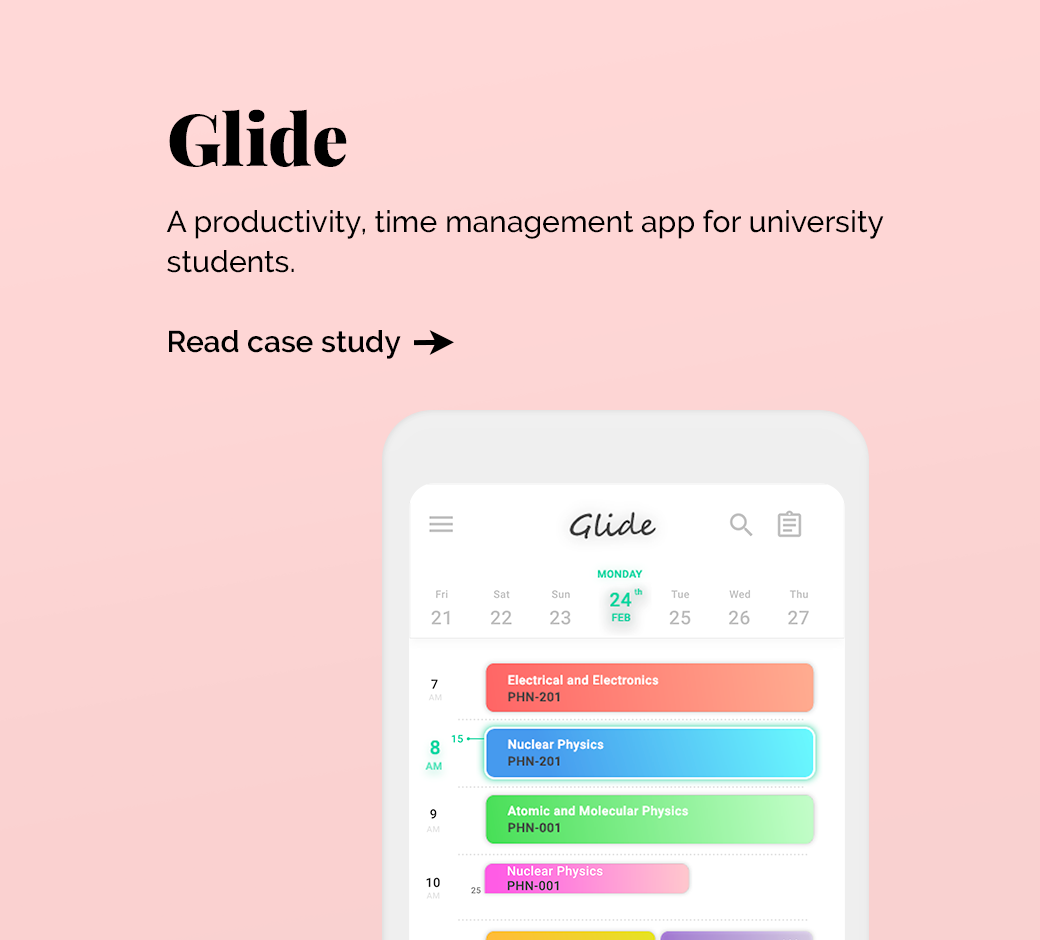 Glide
A productivity, time management app for university
students.
Read case study
Glide
MONDAY
Fri Sat Sun 24th Tue Wed Thu
21 22 23 FEB 25 26 27
7 AM
Electrical and Electronics
PHN-201
8 AM
15
Nuclear Physics
PHN-201
9 AM
Atomic and Molecular Physics
PHN-001
10 AM
25
Nuclear Physics
PHN-001